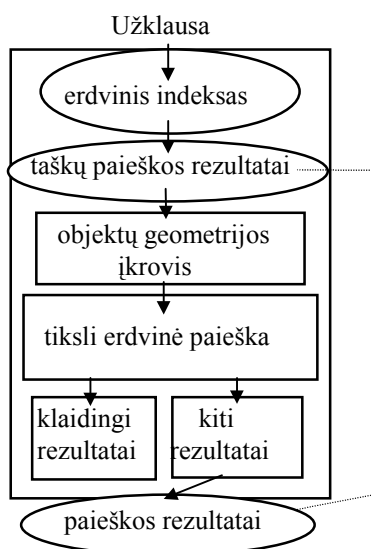 Užklausa
erdvinis indeksas
taškų paieškos rezultatai
objektų geometrijos
įkrovis
tiksli erdvinė paieška
klaidingi
rezultatai
kiti
rezultatai
paieškos rezultatai